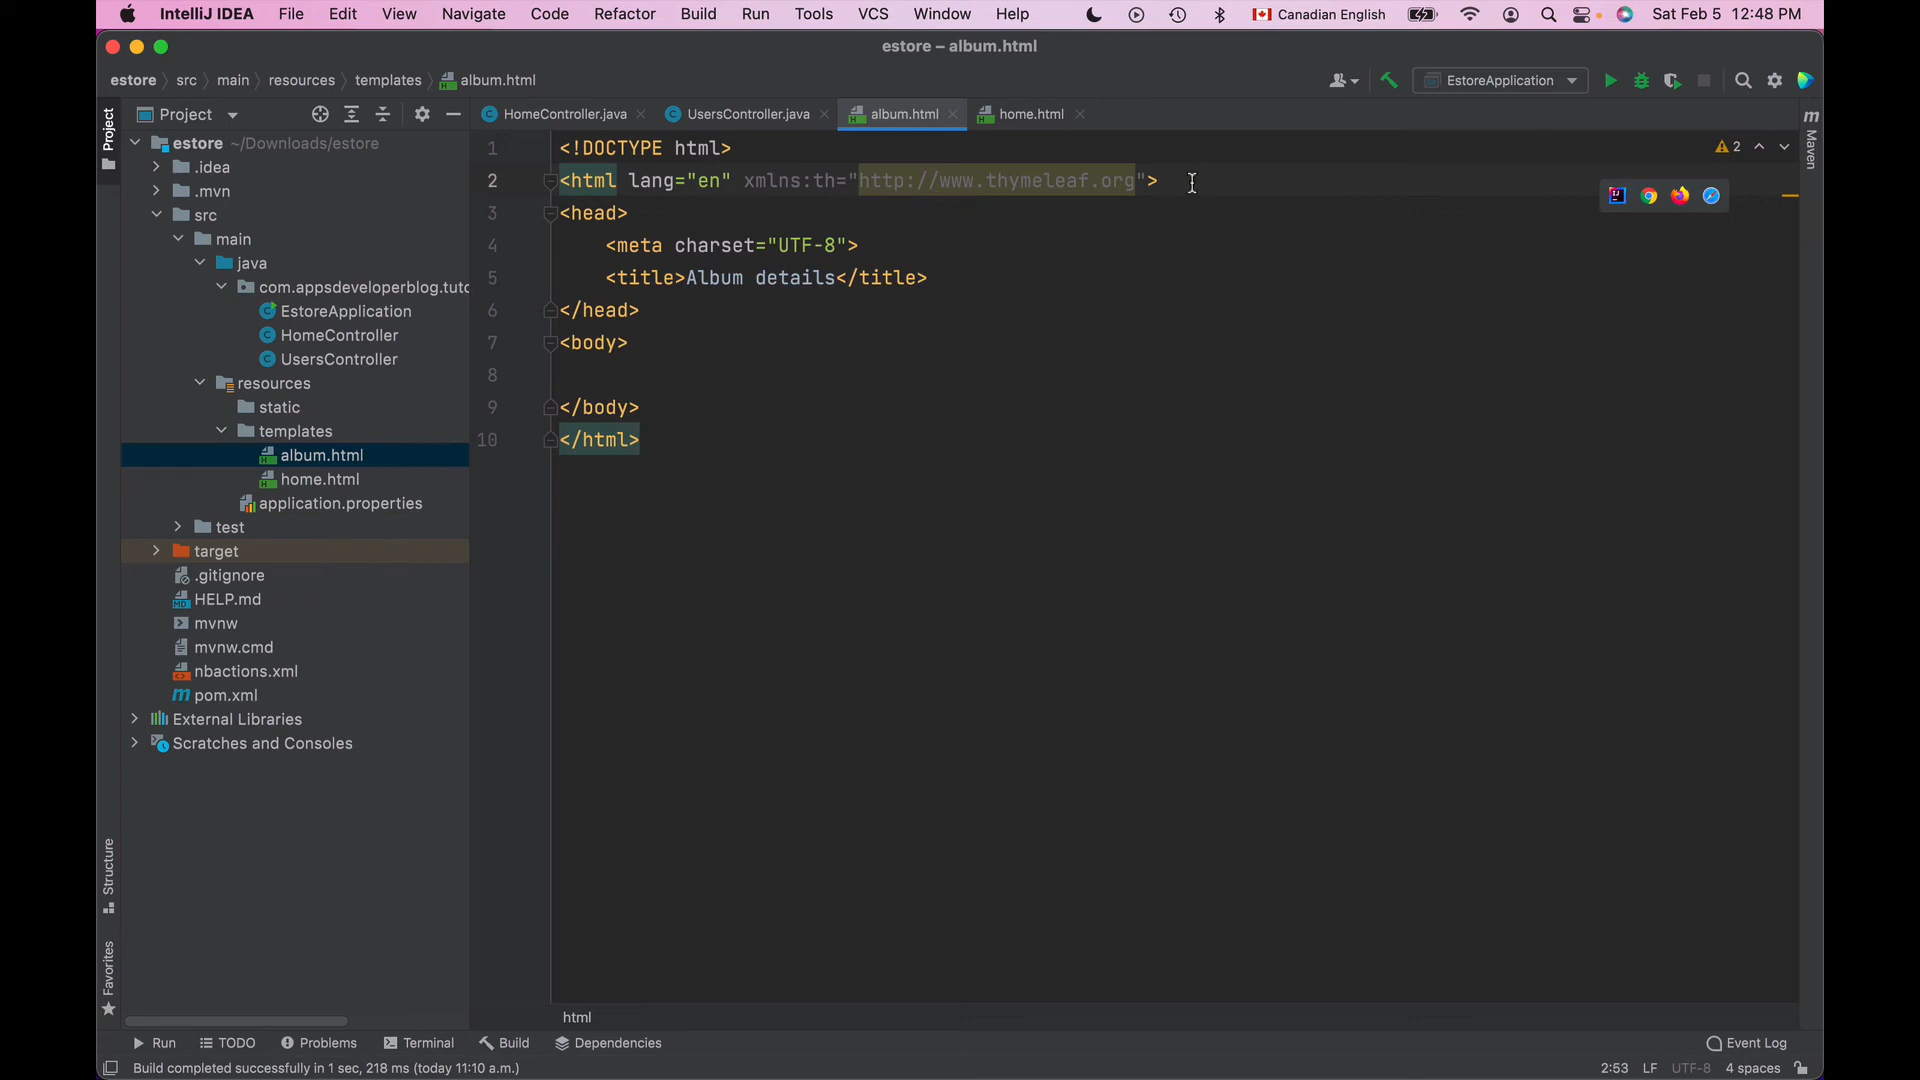 IntelliJ IDEA File Edit View Navigate Code Refactor Build Run Tools VCS Window Help Canadian English Sat Feb 5 12:48 PM
estore – album.html
estore src main resources templates album.html EstoreApplication
Project HomeController.java UsersController.java album.html home.html
Project
m Maven
estore ~/Downloads/estore
.idea
.mvn
src
main
java
com.appsdeveloperblog.tuto
EstoreApplication
HomeController
UsersController
resources
static
templates
album.html
home.html
application.properties
test
target
.gitignore
HELP.md
mvnw
mvnw.cmd
nbactions.xml
pom.xml
External Libraries
Scratches and Consoles
1 <!DOCTYPE html>
2 <html lang="en" xmlns:th="http://www.thymeleaf.org">
3 <head>
4 <meta charset="UTF-8">
5 <title>Album details</title>
6 </head>
7 <body>
8
9 </body>
10 </html>
2
Structure
Favorites
html
Run TODO Problems Terminal Build Dependencies Event Log
Build completed successfully in 1 sec, 218 ms (today 11:10 a.m.) 2:53 LF UTF-8 4 spaces